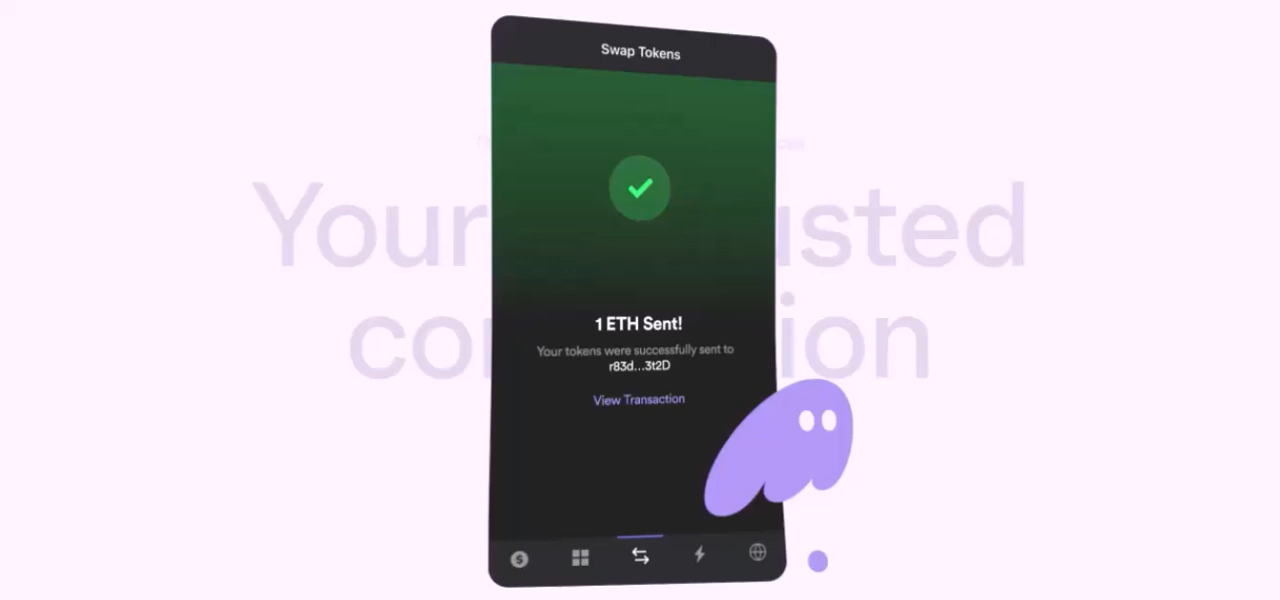 Swap Tokens
Your usted
co ion
1 ETH Sent!
Your tokens were successfully sent to
r83d...3t2D
View Transaction